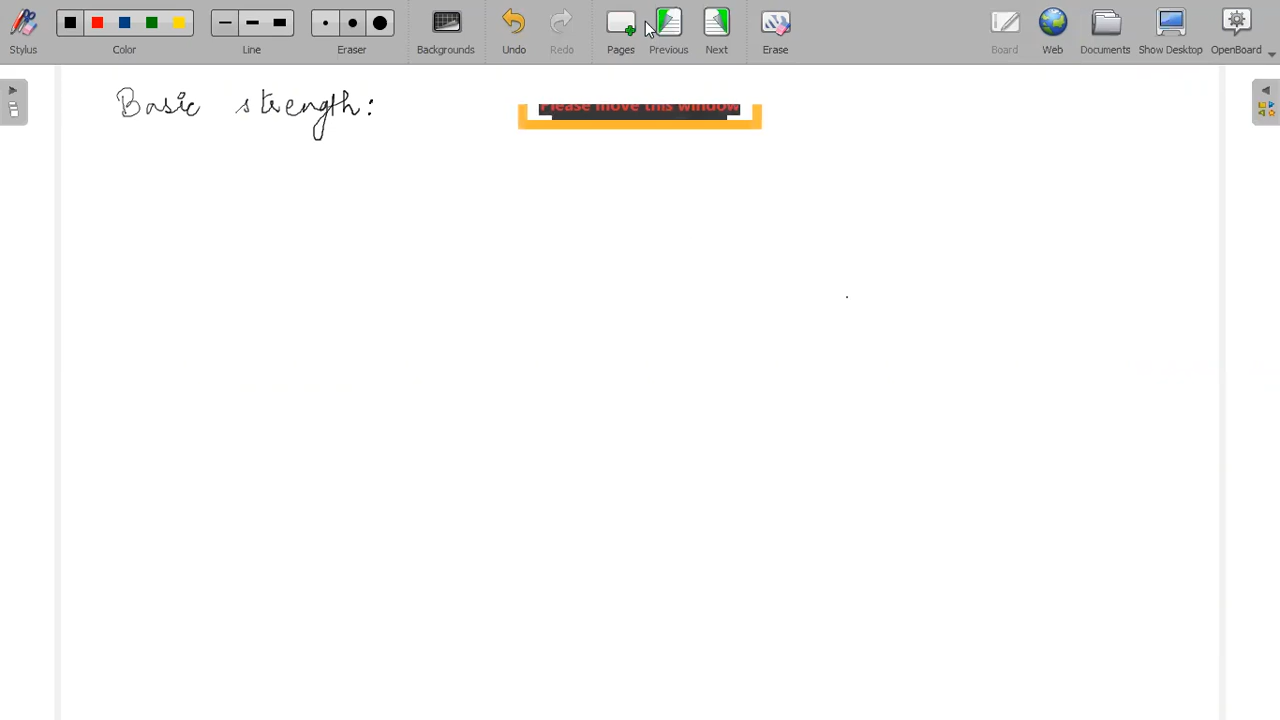 Stylus Color Line Eraser Backgrounds Undo Redo Pages Previous Next Erase Board Web Documents Show Desktop OpenBoard
Basic strength:
Please move this window